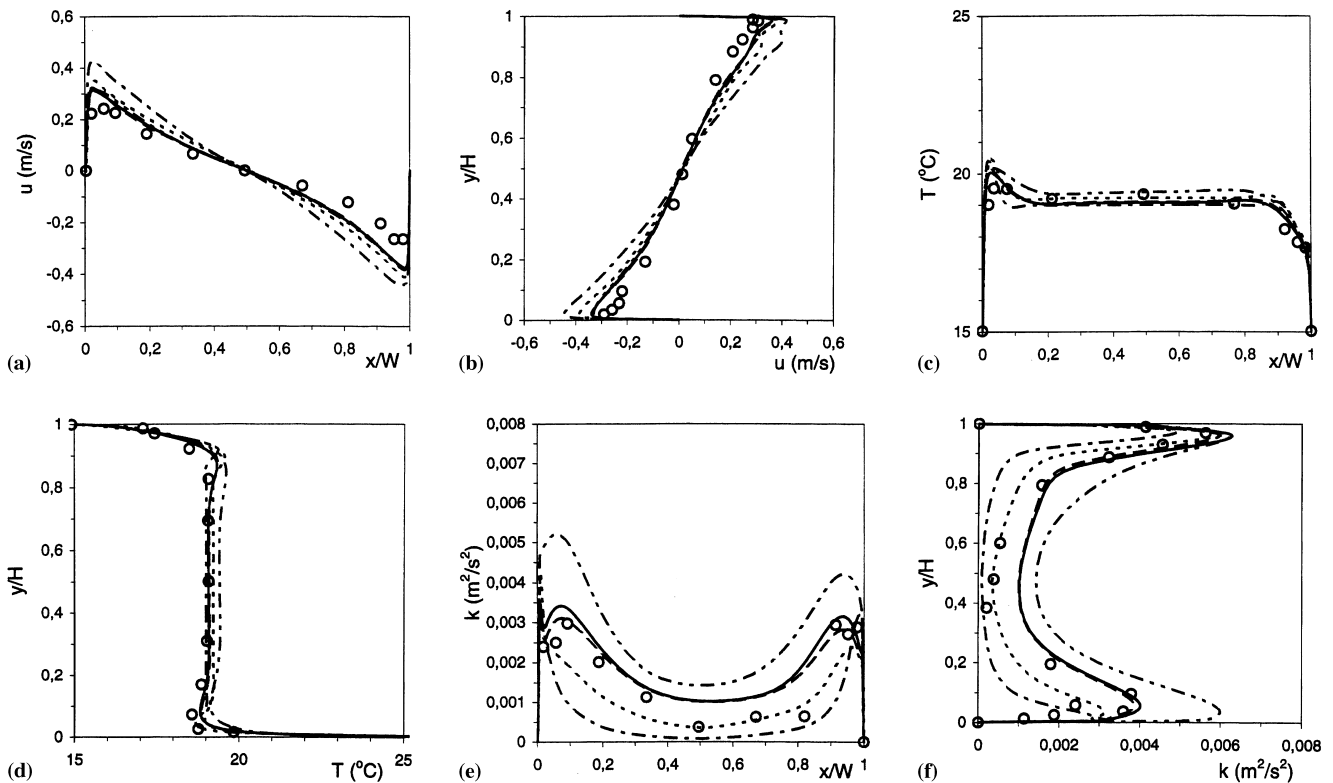 0,6
0,4
0,2
0
-0,2
-0,4
-0,6
u (m/s)
0 0,2 0,4 0,6 0,8 1
x/W
(a)
1
0,8
0,6
0,4
0,2
0
y/H
-0,6 -0,4 -0,2 0 0,2 0,4 0,6
u (m/s)
(b)
25
20
15
T (°C)
0 0,2 0,4 0,6 0,8 1
x/W
(c)
1
0,8
0,6
0,4
0,2
0
y/H
15 20 25
T (°C)
(d)
0,008
0,007
0,006
0,005
0,004
0,003
0,002
0,001
0
k (m²/s²)
0 0,2 0,4 0,6 0,8 1
x/W
(e)
1
0,8
0,6
0,4
0,2
0
y/H
0 0,002 0,004 0,006 0,008
k (m²/s²)
(f)